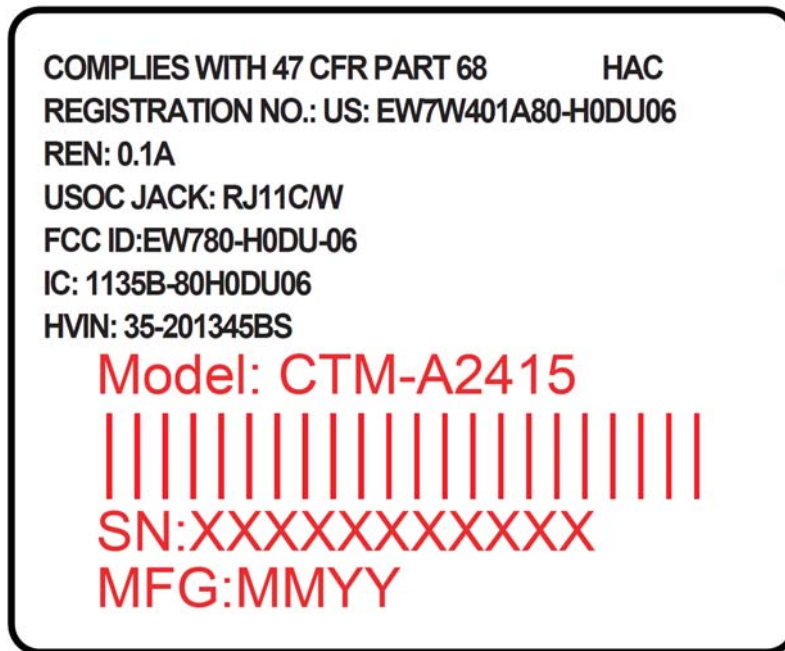 COMPLIES WITH 47 CFR PART 68 HAC
REGISTRATION NO.: US: EW7W401A80-H0DU06
REN: 0.1A
USOC JACK: RJ11C/W
FCC ID:EW780-H0DU-06
IC: 1135B-80H0DU06
HVIN: 35-201345BS
Model: CTM-A2415
SN:XXXXXXXXXXX
MFG:MMYY